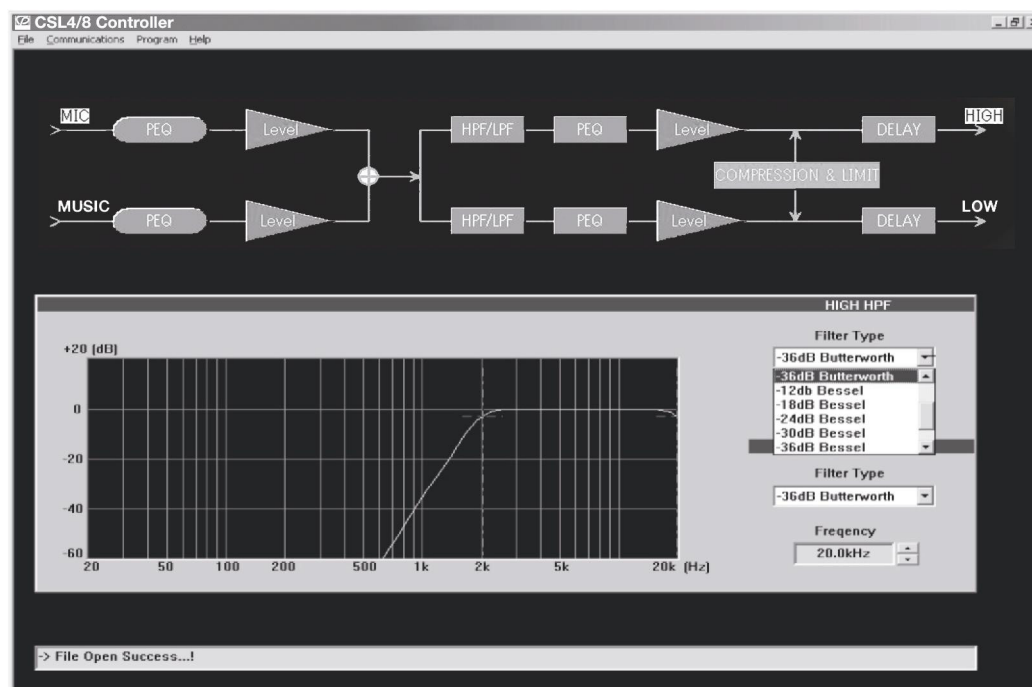 CSL4/8 Controller
File Communications Program Help
MIC PEQ Level HPF/LPF PEQ Level DELAY HIGH
COMPRESSION & LIMIT
MUSIC PEQ Level HPF/LPF PEQ Level DELAY LOW
HIGH HPF
Filter Type
-36dB Butterworth
-36dB Butterworth
-12db Bessel
-18dB Bessel
-24dB Bessel
-30dB Bessel
-36dB Bessel
Filter Type
-36dB Butterworth
Freqency
20.0kHz
+20 (dB)
0
-20
-40
-60
20 50 100 200 500 1k 2k 5k 20k (Hz)
-> File Open Success...!